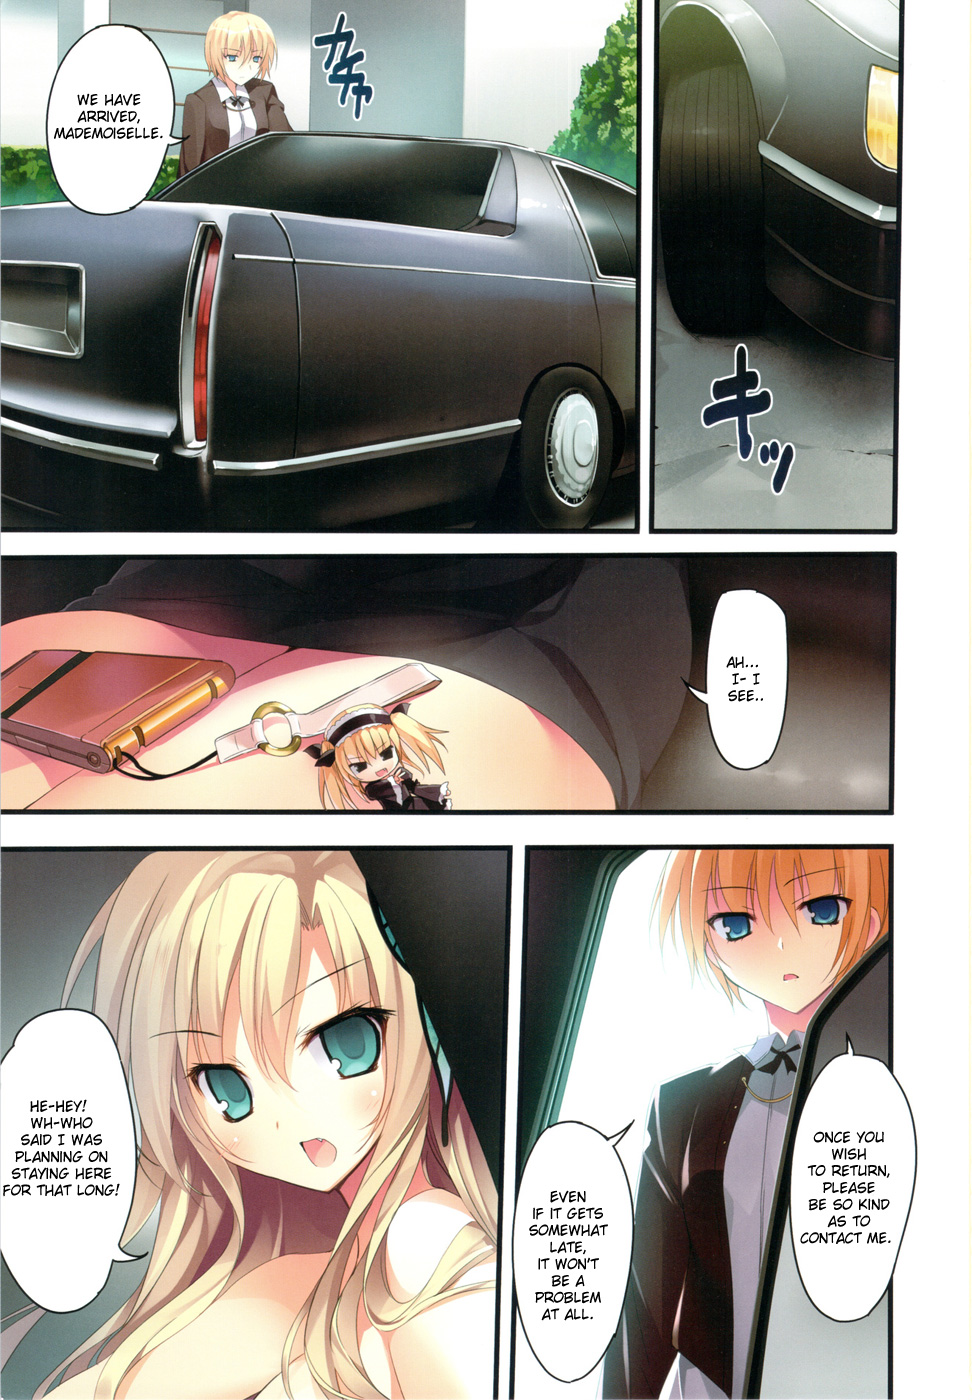 キッ
カチャ
WE HAVE
ARRIVED,
MADEMOISELLE.
AH...
I- I
SEE..
ONCE YOU
WISH
TO RETURN,
PLEASE
BE SO KIND
AS TO
CONTACT ME.
EVEN
IF IT GETS
SOMEWHAT
LATE,
IT WON'T
BE A
PROBLEM
AT ALL.
HE-HEY!
WH-WHO
SAID I WAS
PLANNING ON
STAYING HERE
FOR THAT LONG!